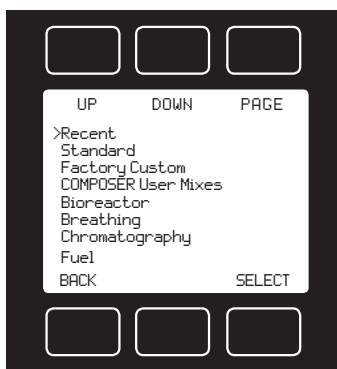 UP DOWN PAGE
>Recent
Standard
Factory Custom
COMPOSER User Mixes
Bioreactor
Breathing
Chromatography
Fuel
BACK SELECT